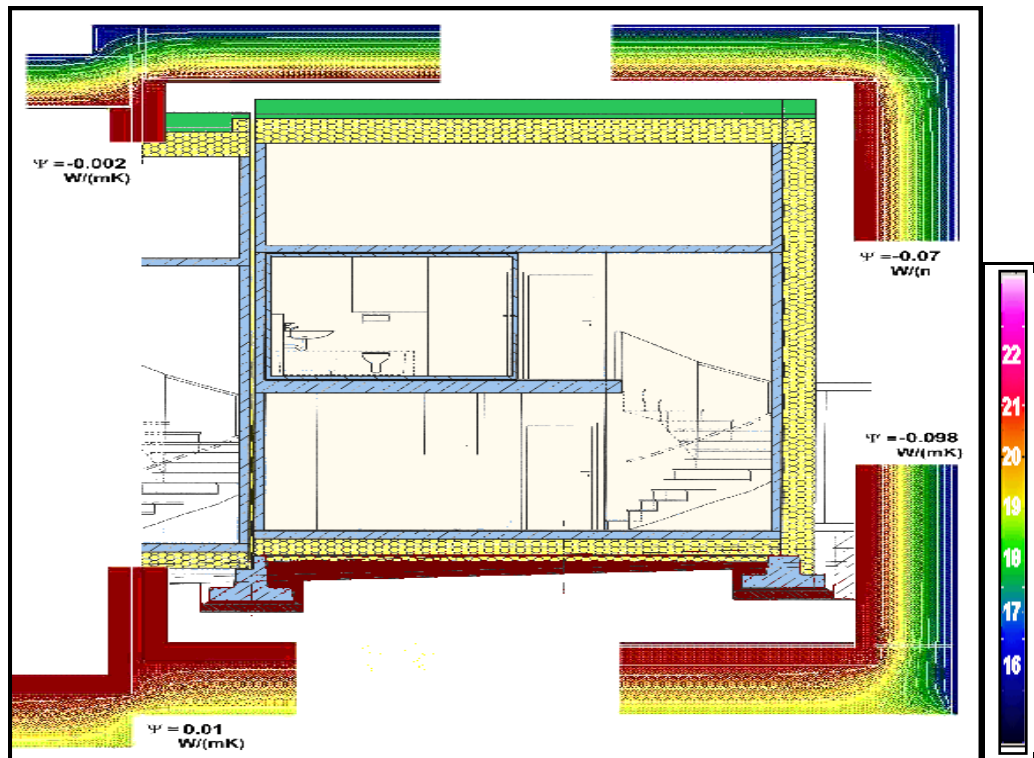 Ψ = -0.002
W/(mK)
Ψ = -0.07
W/(n
22
21
20
19
18
17
16
Ψ = -0.098
W/(mK)
Ψ = 0.01
W/(mK)